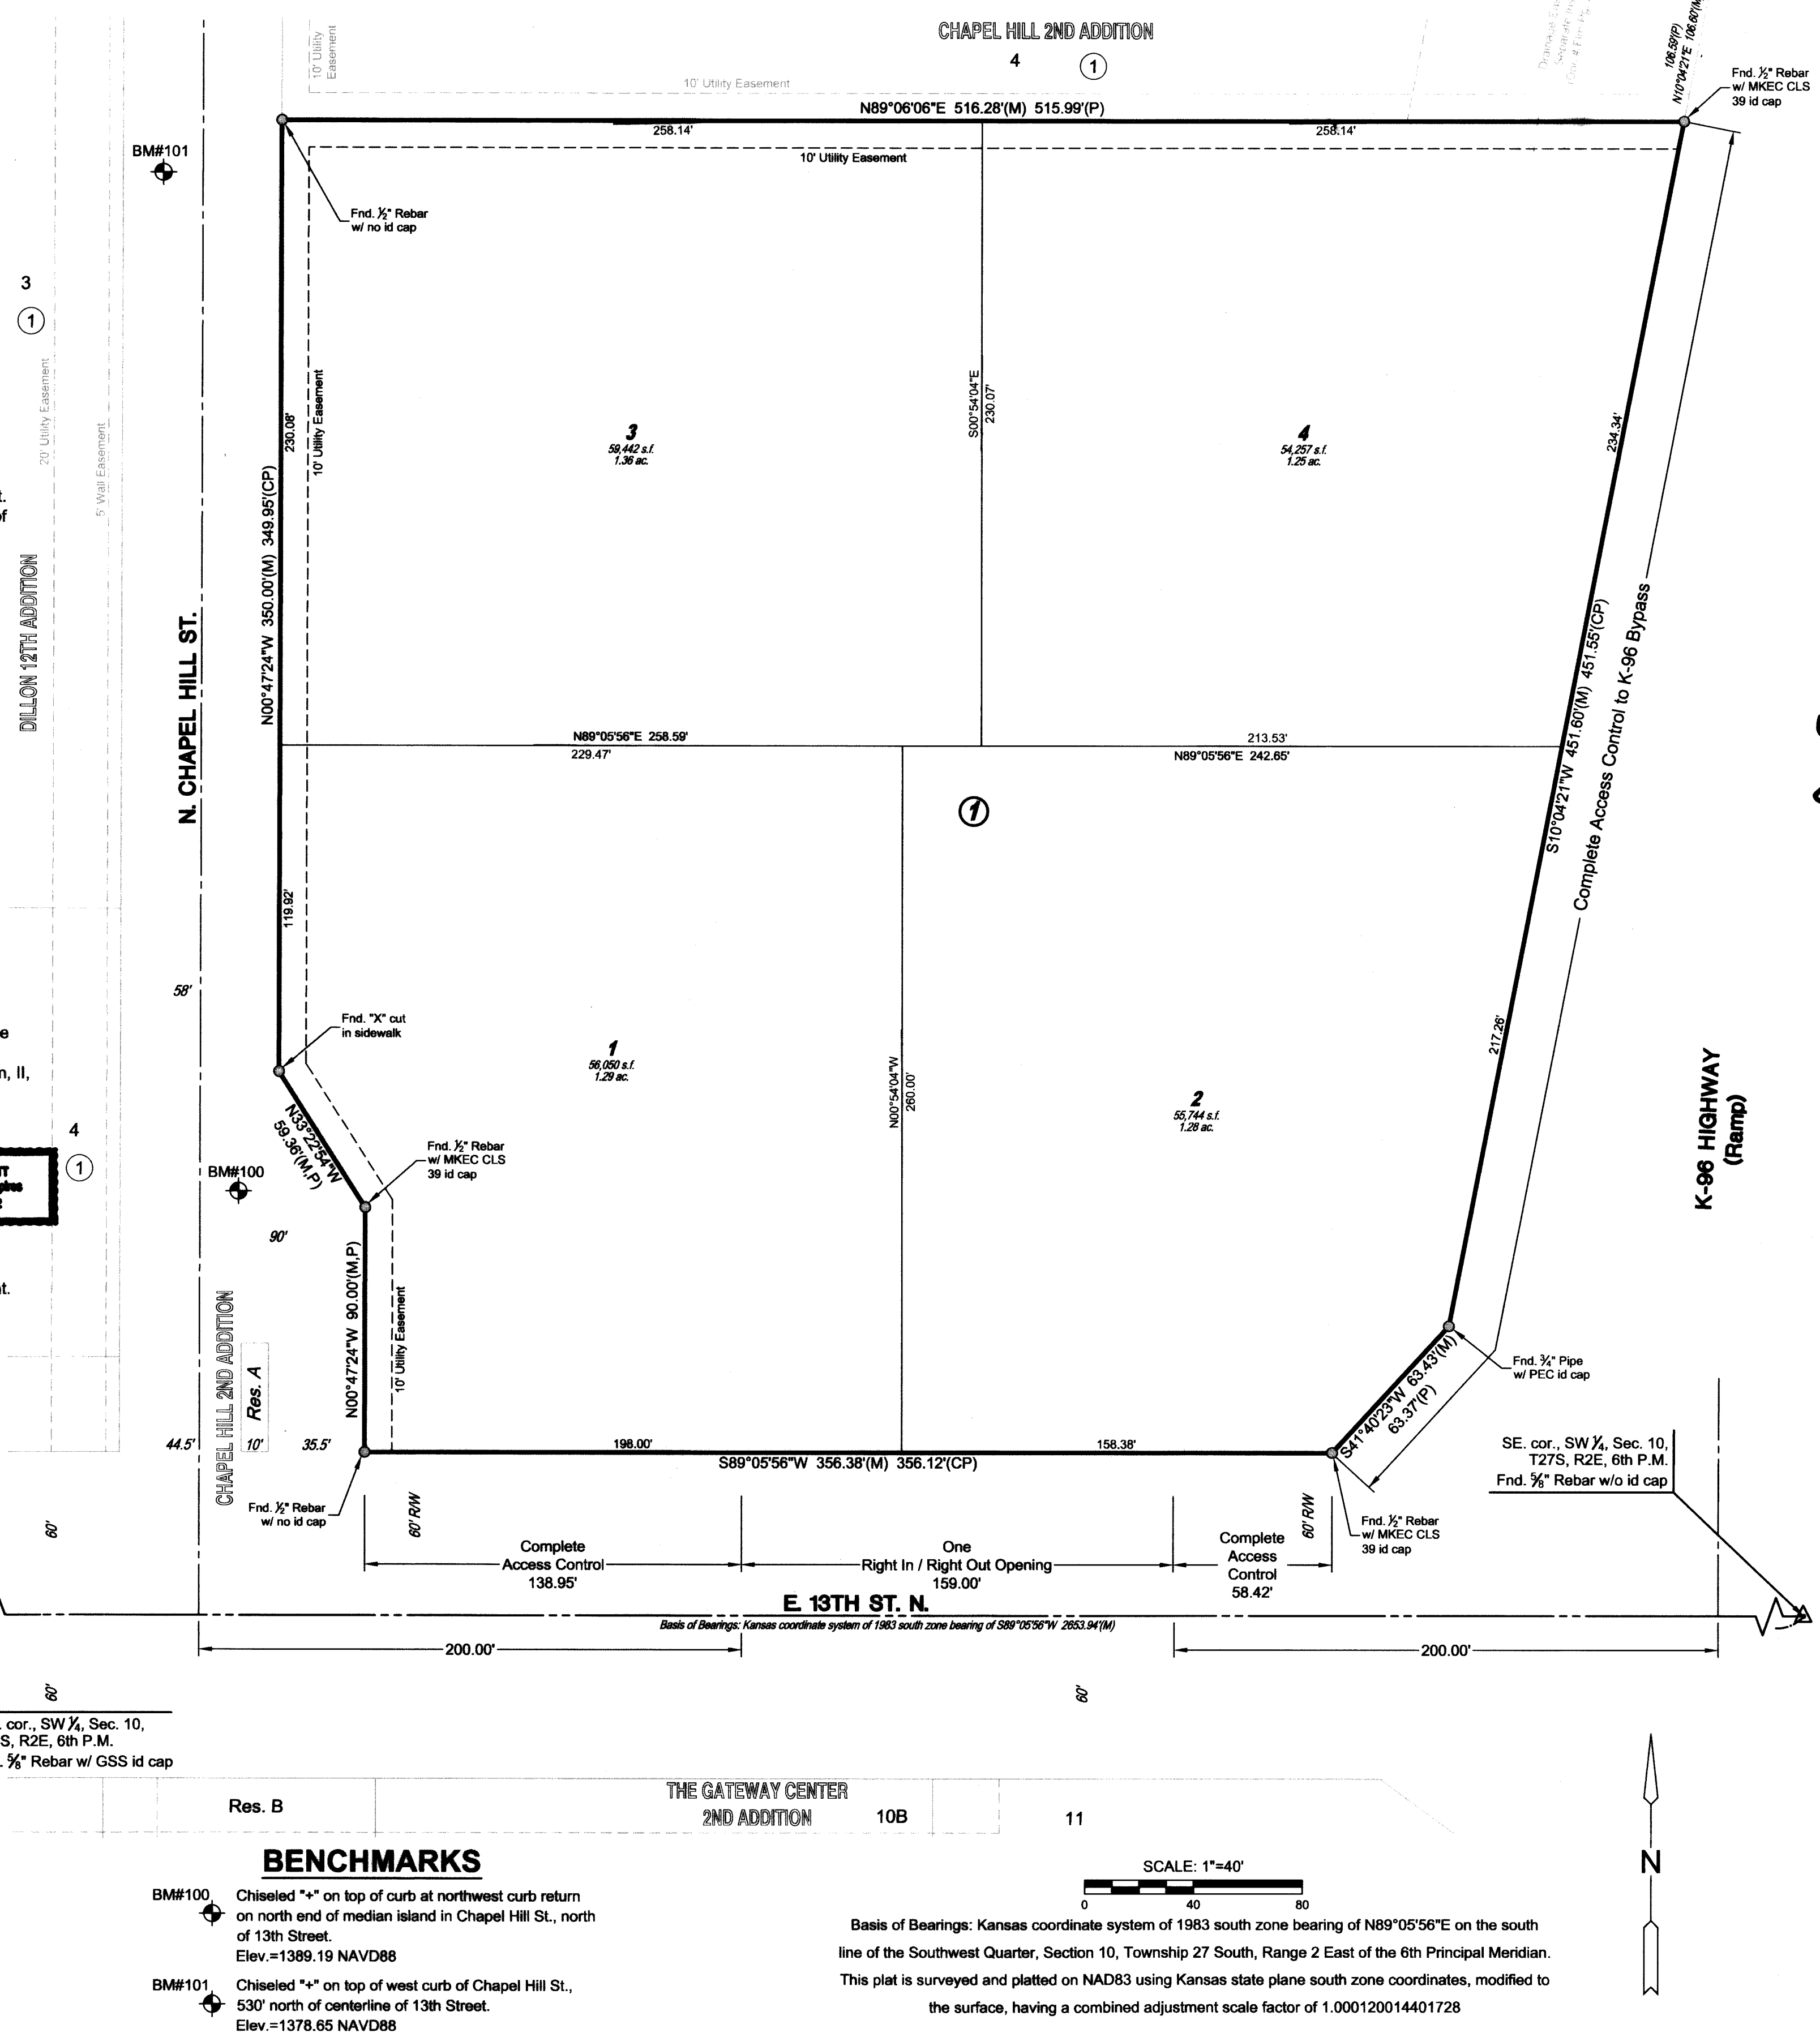 CHAPEL HILL 2ND ADDITION
4
1
10' Utility
Easement
10' Utility Easement
106.59'(P)
N10°04'21"E 106.60'(M)
N89°06'06"E 516.28'(M) 515.99'(P)
258.14'
258.14'
10' Utility Easement
Fnd. ½" Rebar
w/ MKEC CLS
39 id cap
BM#101
Fnd. ½" Rebar
w/ no id cap
3
1
20' Utility Easement
5' Wall Easement
DILLON 12TH ADDITION
N. CHAPEL HILL ST.
230.08'
10' Utility Easement
N00°47'24"W 350.00'(M) 349.95'(CP)
S00°54'04"E
230.07'
3
59,442 s.f.
1.36 ac.
4
54,257 s.f.
1.25 ac.
234.34'
S10°04'21"W 451.60'(M) 451.55'(CP)
Complete Access Control to K-96 Bypass
N89°05'56"E 258.59'
229.47'
213.53'
N89°05'56"E 242.65'
1
119.92'
58'
Fnd. "X" cut
in sidewalk
1
56,050 s.f.
1.29 ac.
N00°54'04"W
260.00'
2
55,744 s.f.
1.28 ac.
217.26'
K-96 HIGHWAY
(Ramp)
4
1
N33°22'54"W
59.36'(M,P)
Fnd. ½" Rebar
w/ MKEC CLS
39 id cap
BM#100
90'
N00°47'24"W 90.00'(M,P)
10' Utility Easement
CHAPEL HILL 2ND ADDITION
Res. A
44.5'
10'
35.5'
198.00'
158.38'
S89°05'56"W 356.38'(M) 356.12'(CP)
S41°40'23"W 63.43'(M)
63.37'(P)
Fnd. ¾" Pipe
w/ PEC id cap
SE. cor., SW ¼, Sec. 10,
T27S, R2E, 6th P.M.
Fnd. ⅝" Rebar w/o id cap
Fnd. ½" Rebar
w/ no id cap
60'
60' R/W
60' R/W
Fnd. ½" Rebar
w/ MKEC CLS
39 id cap
Complete
Access Control
138.95'
One
Right In / Right Out Opening
159.00'
Complete
Access
Control
58.42'
E. 13TH ST. N.
Basis of Bearings: Kansas coordinate system of 1983 south zone bearing of S89°05'56"W 2653.94'(M)
200.00'
200.00'
60'
60'
cor., SW ¼, Sec. 10,
S, R2E, 6th P.M.
⅝" Rebar w/ GSS id cap
Res. B
THE GATEWAY CENTER
2ND ADDITION
10B
11
BENCHMARKS
BM#100 Chiseled "+" on top of curb at northwest curb return
on north end of median island in Chapel Hill St., north
of 13th Street.
Elev.=1389.19 NAVD88
BM#101 Chiseled "+" on top of west curb of Chapel Hill St.,
530' north of centerline of 13th Street.
Elev.=1378.65 NAVD88
SCALE: 1"=40'
0 40 80
Basis of Bearings: Kansas coordinate system of 1983 south zone bearing of N89°05'56"E on the south
line of the Southwest Quarter, Section 10, Township 27 South, Range 2 East of the 6th Principal Meridian.
This plat is surveyed and platted on NAD83 using Kansas state plane south zone coordinates, modified to
the surface, having a combined adjustment scale factor of 1.000120014401728
N